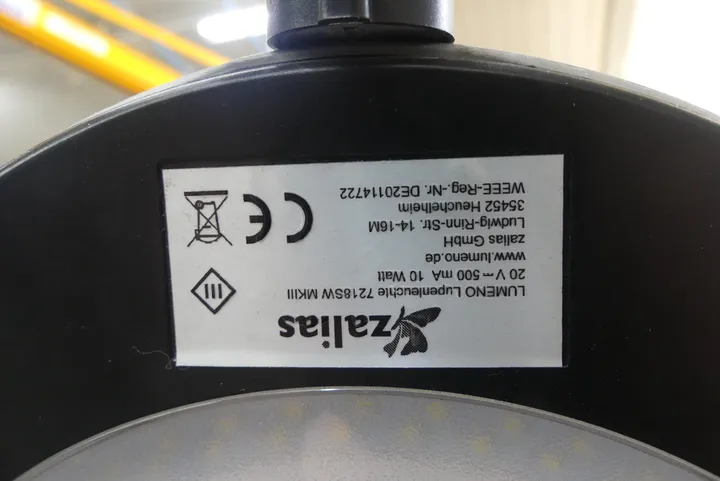 zalias
LUMENO Lupenleuchte 7218SW MKIII
20 V ⎓ 500 mA 10 Watt
www.lumeno.de
zalias GmbH
Ludwig-Rinn-Str. 14-16M
35452 Heuchelheim
WEEE-Reg.-Nr. DE20114722
III
CE